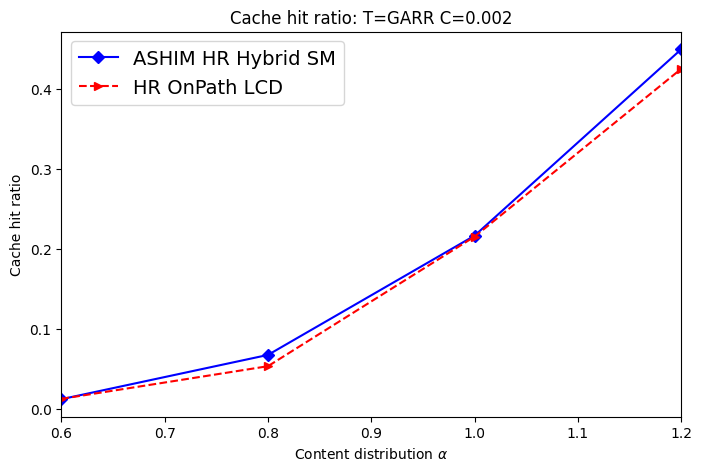 Cache hit ratio: T=GARR C=0.002
ASHIM HR Hybrid SM
HR OnPath LCD
Cache hit ratio
0.4
0.3
0.2
0.1
0.0
0.6 0.7 0.8 0.9 1.0 1.1 1.2
Content distribution α